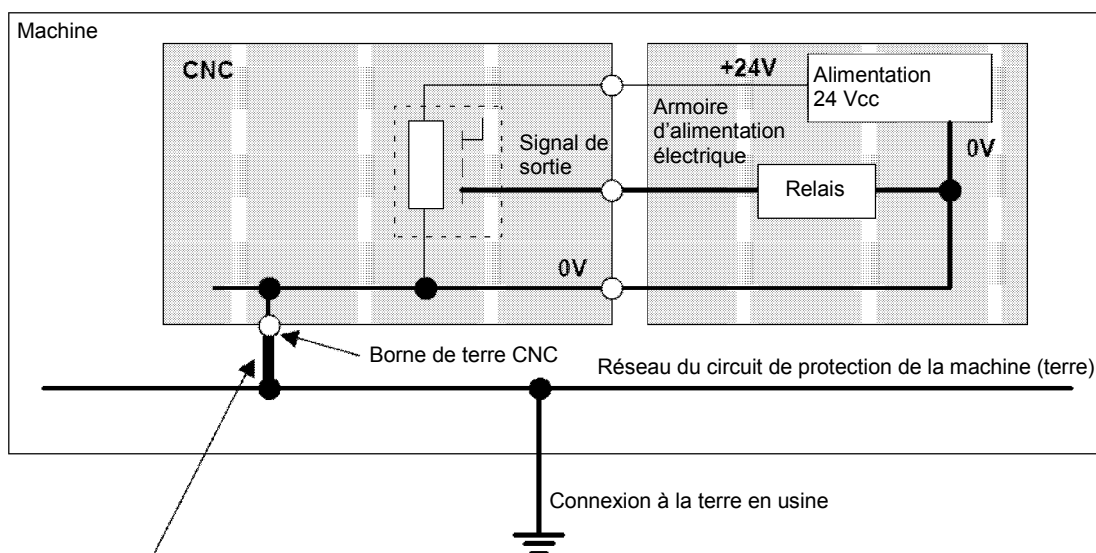 Machine
CNC
+24V
Alimentation
24 Vcc
Armoire
d'alimentation
électrique
Signal de
sortie
0V
Relais
0V
Borne de terre CNC
Réseau du circuit de protection de la machine (terre)
Connexion à la terre en usine